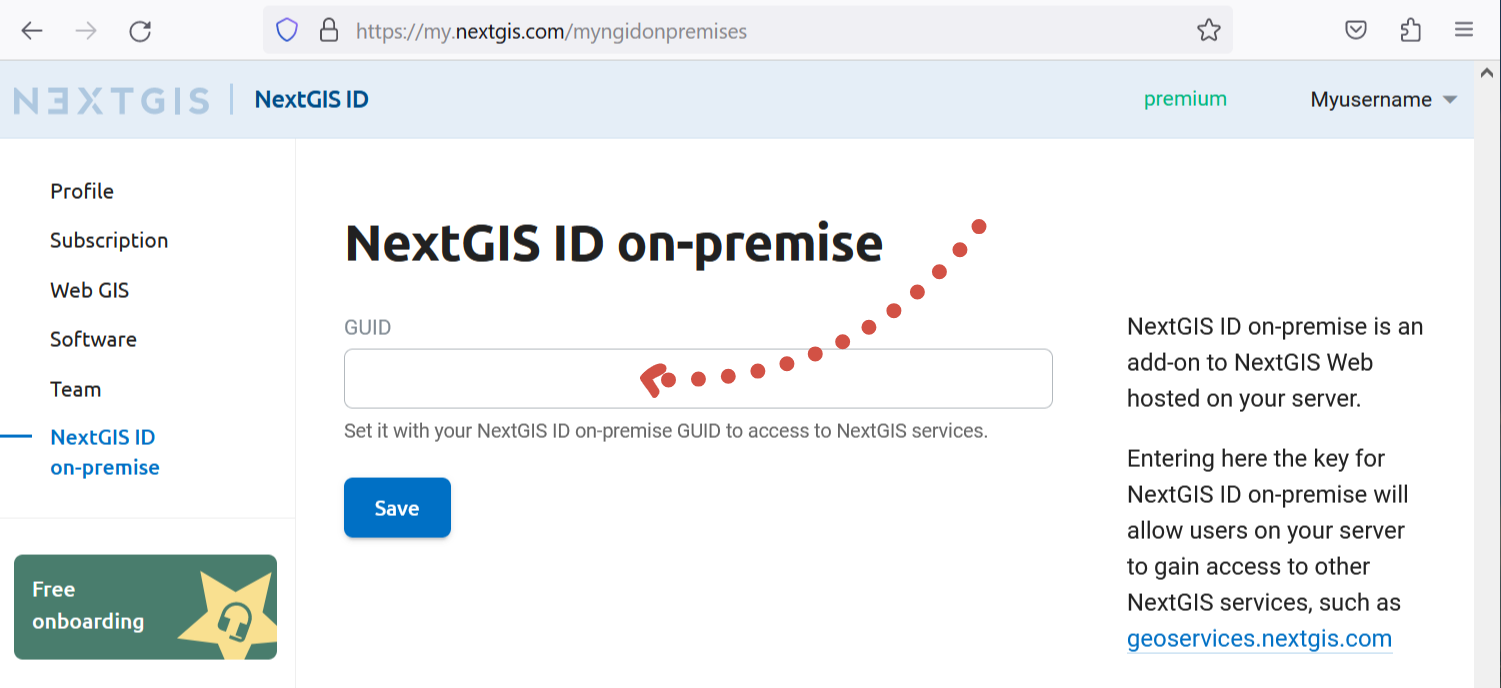 https://my.nextgis.com/myngidonpremises
NEXTGIS
NextGIS ID
premium
Myusername
Profile
Subscription
Web GIS
Software
Team
NextGIS ID
on-premise
Free
onboarding
NextGIS ID on-premise
GUID
Set it with your NextGIS ID on-premise GUID to access to NextGIS services.
Save
NextGIS ID on-premise is an
add-on to NextGIS Web
hosted on your server.
Entering here the key for
NextGIS ID on-premise will
allow users on your server
to gain access to other
NextGIS services, such as
geoservices.nextgis.com